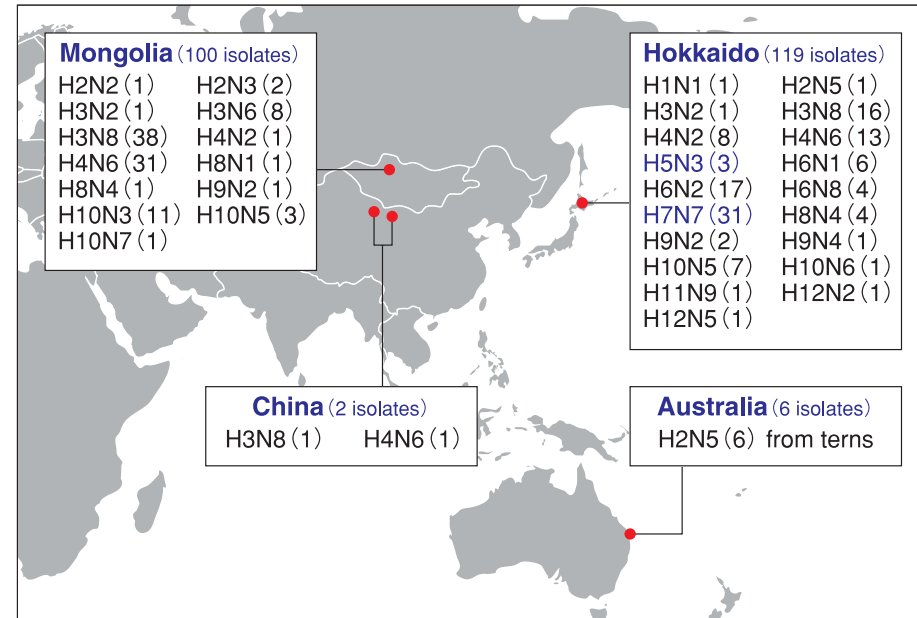 Mongolia (100 isolates)
H2N2 (1) H2N3 (2)
H3N2 (1) H3N6 (8)
H3N8 (38) H4N2 (1)
H4N6 (31) H8N1 (1)
H8N4 (1) H9N2 (1)
H10N3 (11) H10N5 (3)
H10N7 (1)
Hokkaido (119 isolates)
H1N1 (1) H2N5 (1)
H3N2 (1) H3N8 (16)
H4N2 (8) H4N6 (13)
H5N3 (3) H6N1 (6)
H6N2 (17) H6N8 (4)
H7N7 (31) H8N4 (4)
H9N2 (2) H9N4 (1)
H10N5 (7) H10N6 (1)
H11N9 (1) H12N2 (1)
H12N5 (1)
China (2 isolates)
H3N8 (1) H4N6 (1)
Australia (6 isolates)
H2N5 (6) from terns